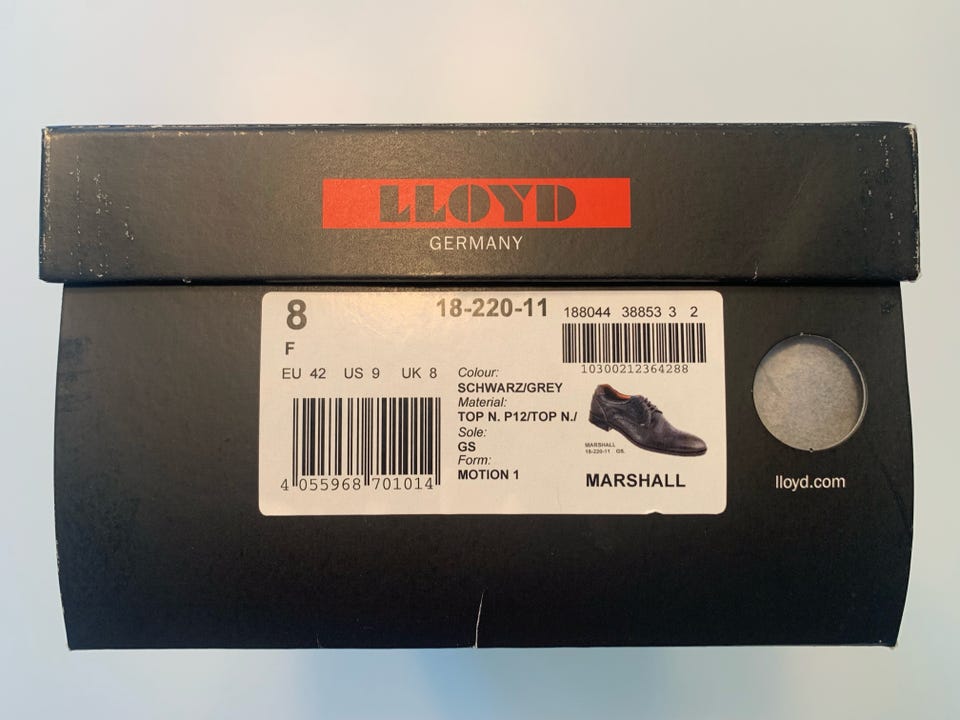 LLOYD
GERMANY
8
18-220-11
188044 38853 3 2
F
10300212364288
EU 42 US 9 UK 8
Colour:
SCHWARZ/GREY
Material:
TOP N. P12/TOP N./
Sole:
GS
Form:
MOTION 1
4 055968 701014
MARSHALL
18-220-11 GS.
MARSHALL
lloyd.com